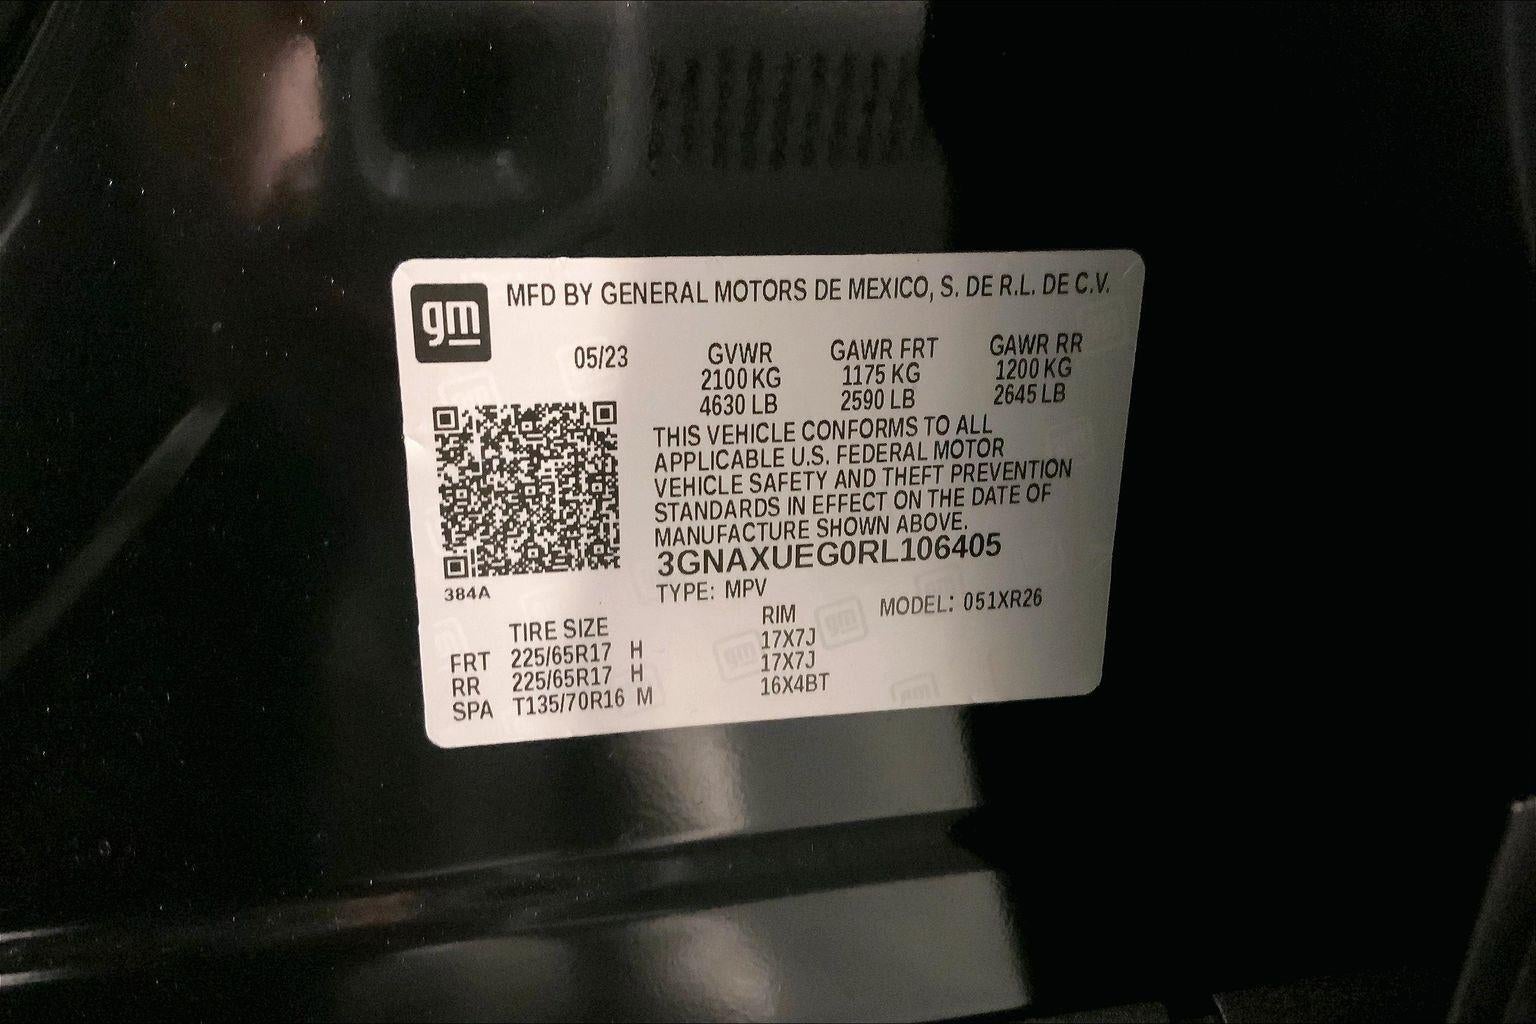 gm
MFD BY GENERAL MOTORS DE MEXICO, S. DE R.L. DE C.V.
05/23 GVWR GAWR FRT GAWR RR
2100 KG 1175 KG 1200 KG
4630 LB 2590 LB 2645 LB
THIS VEHICLE CONFORMS TO ALL
APPLICABLE U.S. FEDERAL MOTOR
VEHICLE SAFETY AND THEFT PREVENTION
STANDARDS IN EFFECT ON THE DATE OF
MANUFACTURE SHOWN ABOVE.
3GNAXUEG0RL106405
384A TYPE: MPV MODEL: 051XR26
TIRE SIZE RIM
FRT 225/65R17 H 17X7J
RR 225/65R17 H 17X7J
SPA T135/70R16 M 16X4BT